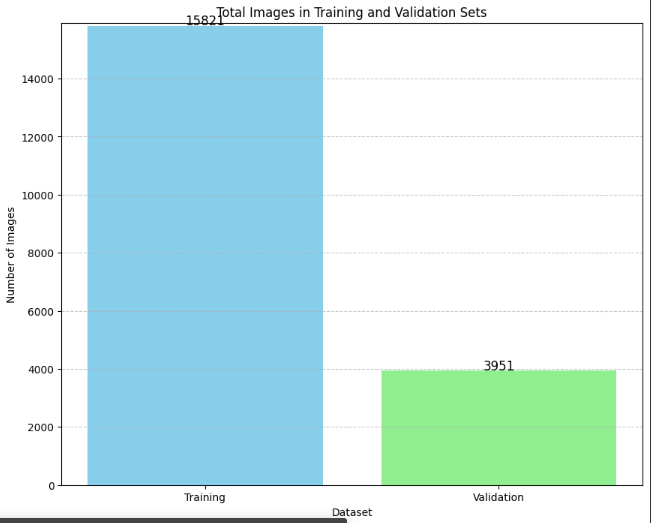 Total Images in Training and Validation Sets
15821
14000
12000
10000
8000
6000
4000
2000
0
3951
Number of Images
Training
Validation
Dataset